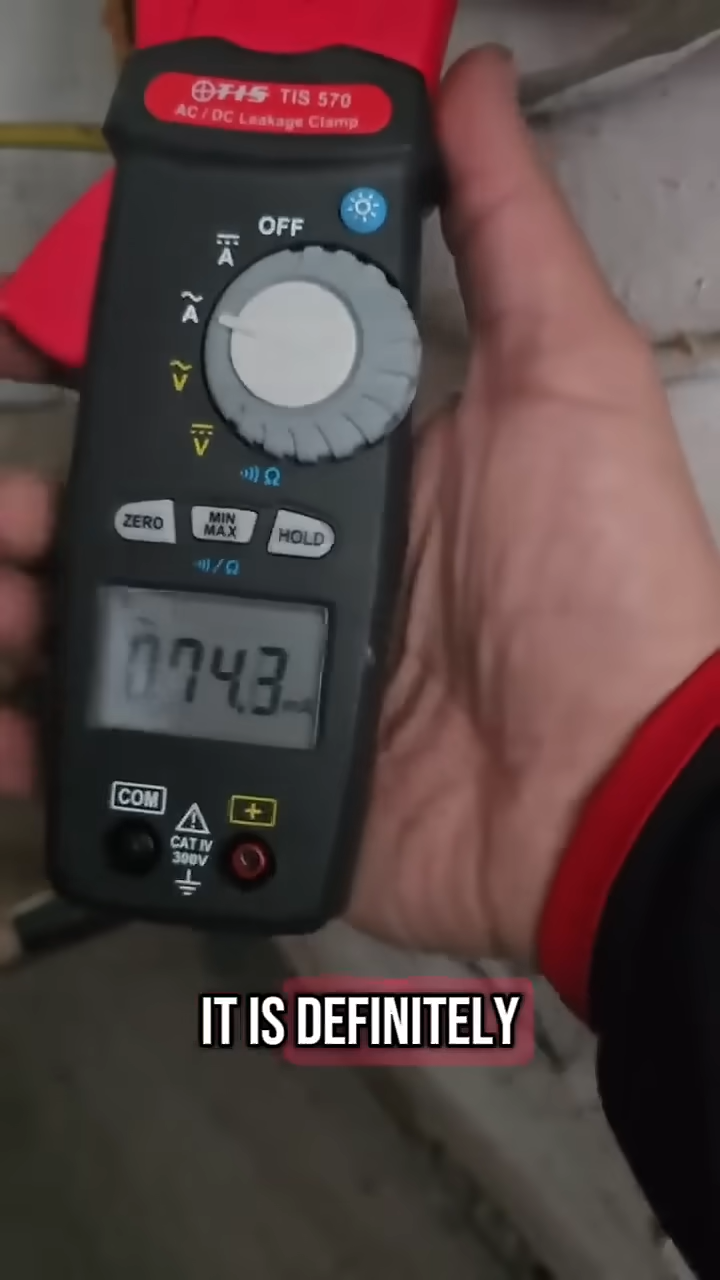 TIS TIS 570
AC / DC Leakage Clamp
OFF
A
A
V
V
Ω
ZERO
MIN MAX
HOLD
/Ω
074.3 mA
COM
+
CAT IV
300V
IT IS DEFINITELY